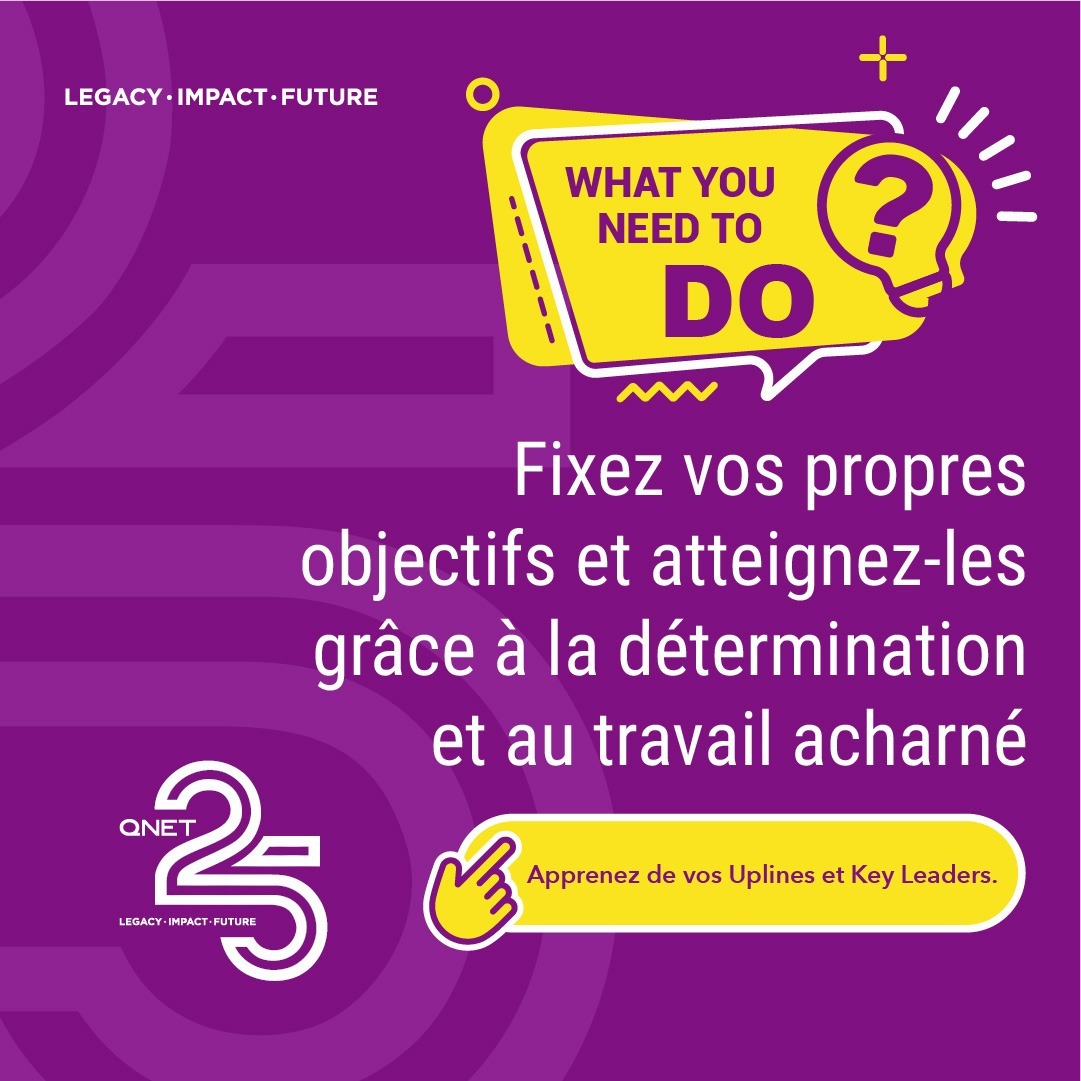 LEGACY·IMPACT·FUTURE
WHAT YOU
NEED TO
DO
?
Fixez vos propres
objectifs et atteignez-les
grâce à la détermination
et au travail acharné
QNET
25
LEGACY·IMPACT·FUTURE
Apprenez de vos Uplines et Key Leaders.